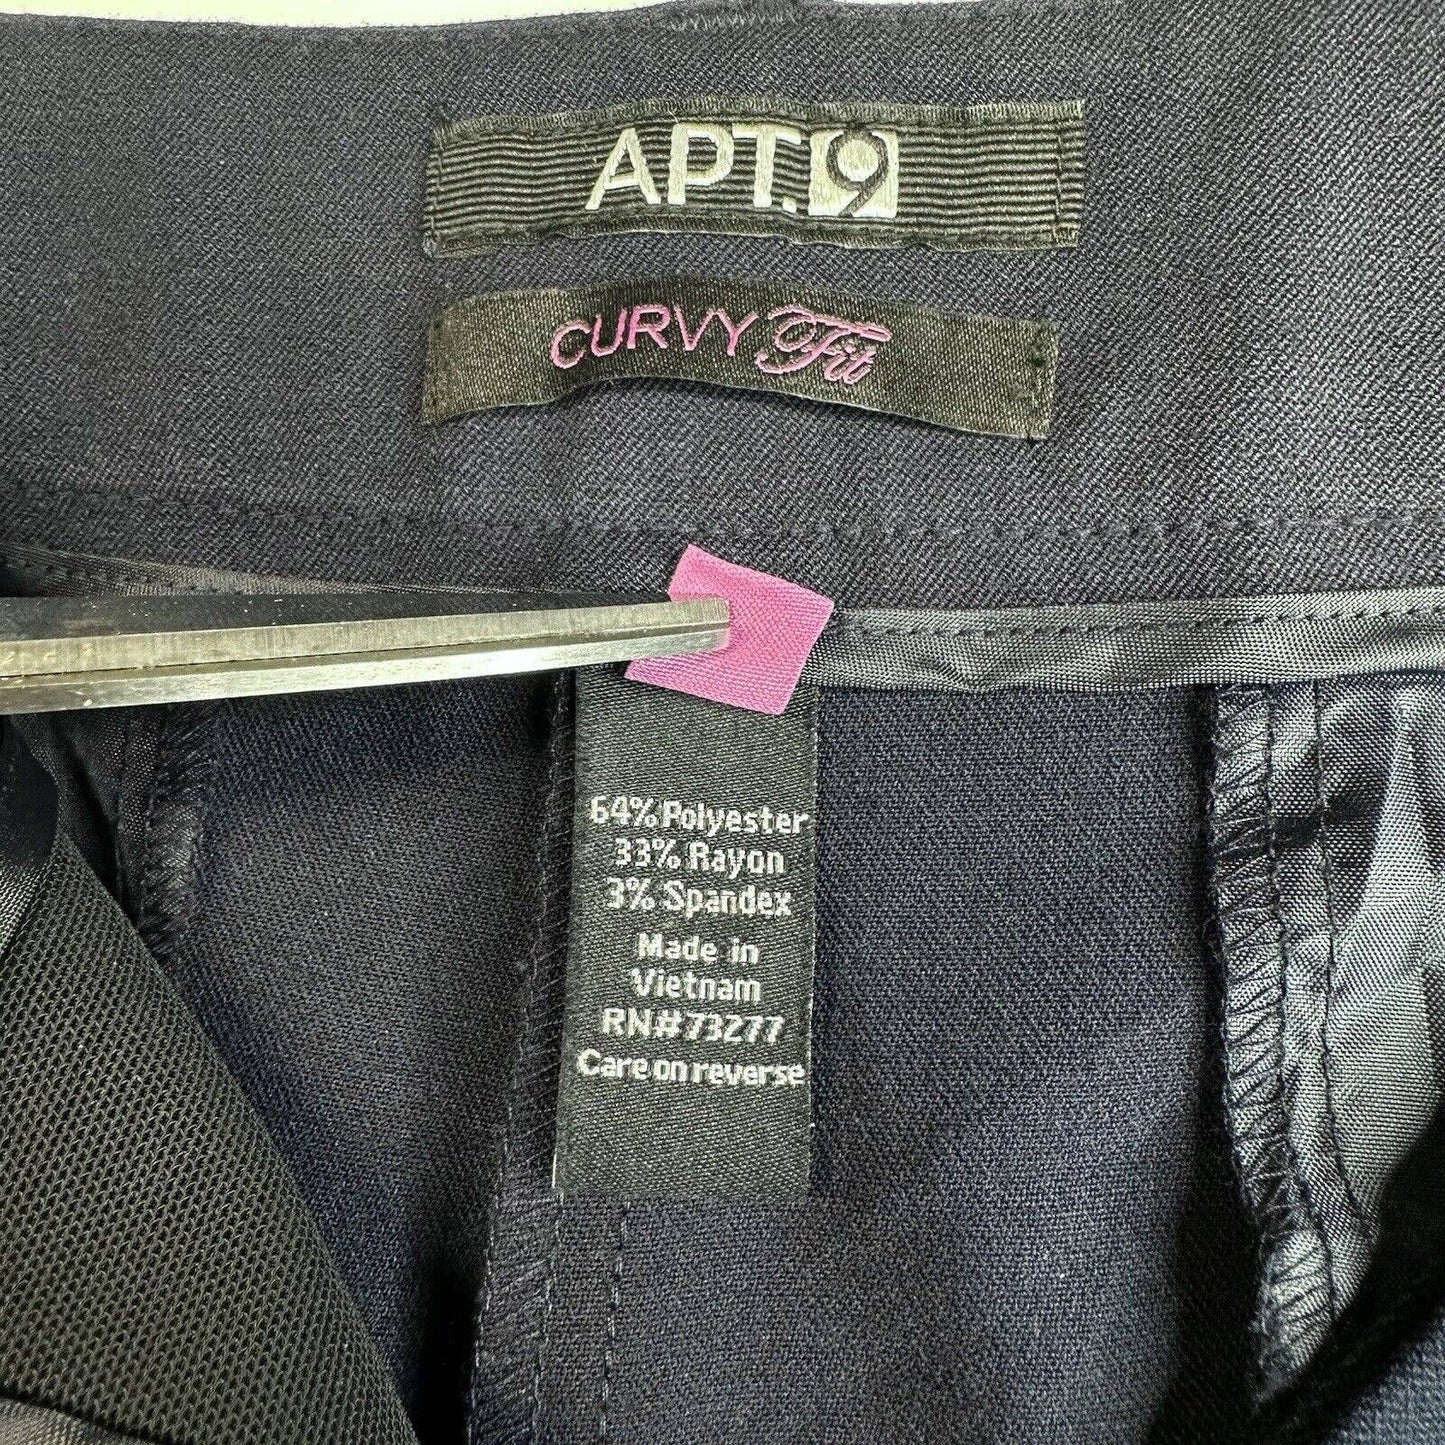 APT.9
CURVY Fit
64% Polyester
33% Rayon
3% Spandex
Made in
Vietnam
RN#73277
Care on reverse